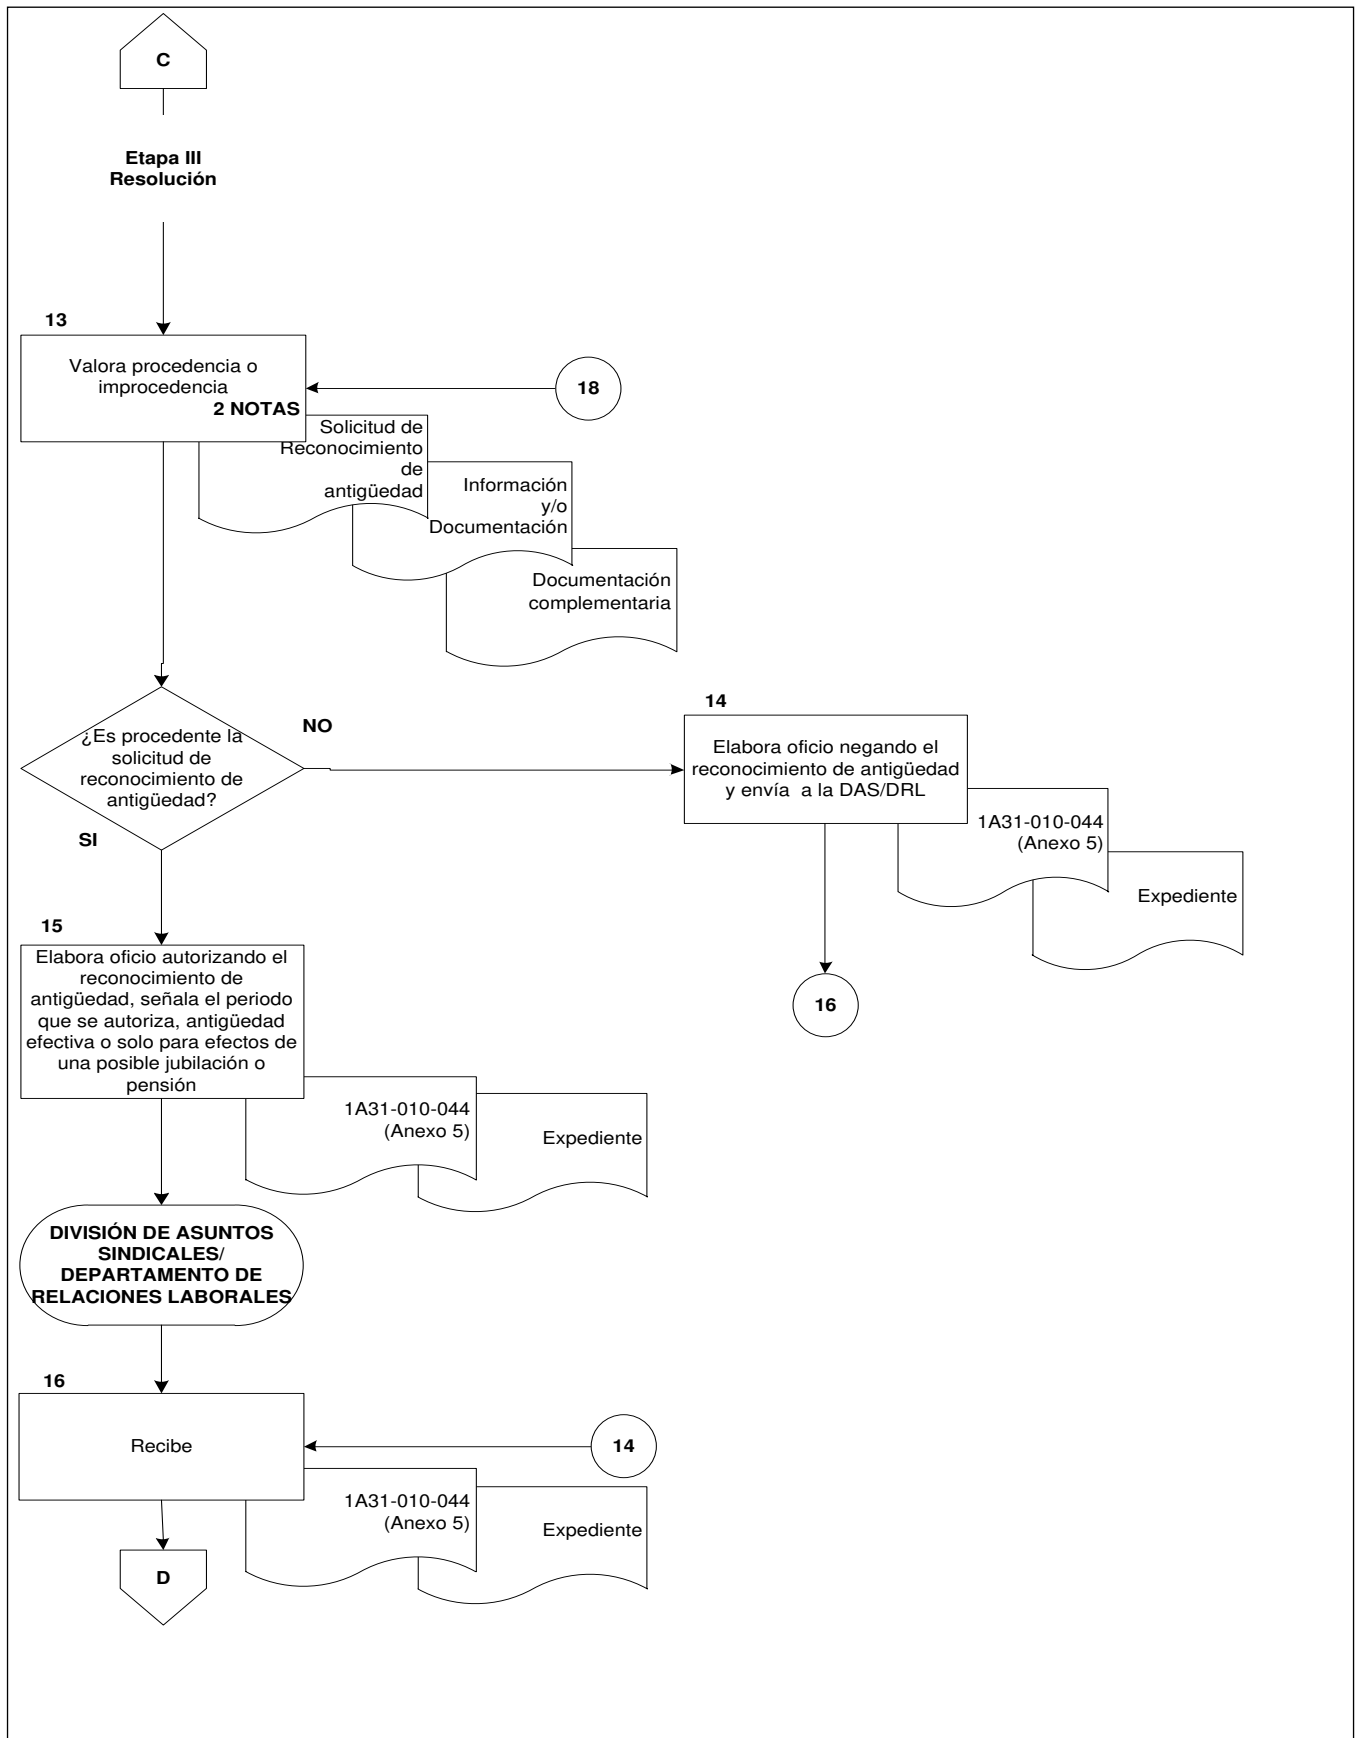 C
Etapa III
Resolución
13
Valora procedencia o
improcedencia
2 NOTAS
18
Solicitud de
Reconocimiento
de
antigüedad
Información
y/o
Documentación
Documentación
complementaria
¿Es procedente la
solicitud de
reconocimiento de
antigüedad?
NO
SI
14
Elabora oficio negando el
reconocimiento de antigüedad
y envía a la DAS/DRL
1A31-010-044
(Anexo 5)
Expediente
16
15
Elabora oficio autorizando el
reconocimiento de
antigüedad, señala el periodo
que se autoriza, antigüedad
efectiva o solo para efectos de
una posible jubilación o
pensión
1A31-010-044
(Anexo 5)
Expediente
DIVISIÓN DE ASUNTOS
SINDICALES/
DEPARTAMENTO DE
RELACIONES LABORALES
16
Recibe
14
1A31-010-044
(Anexo 5)
Expediente
D